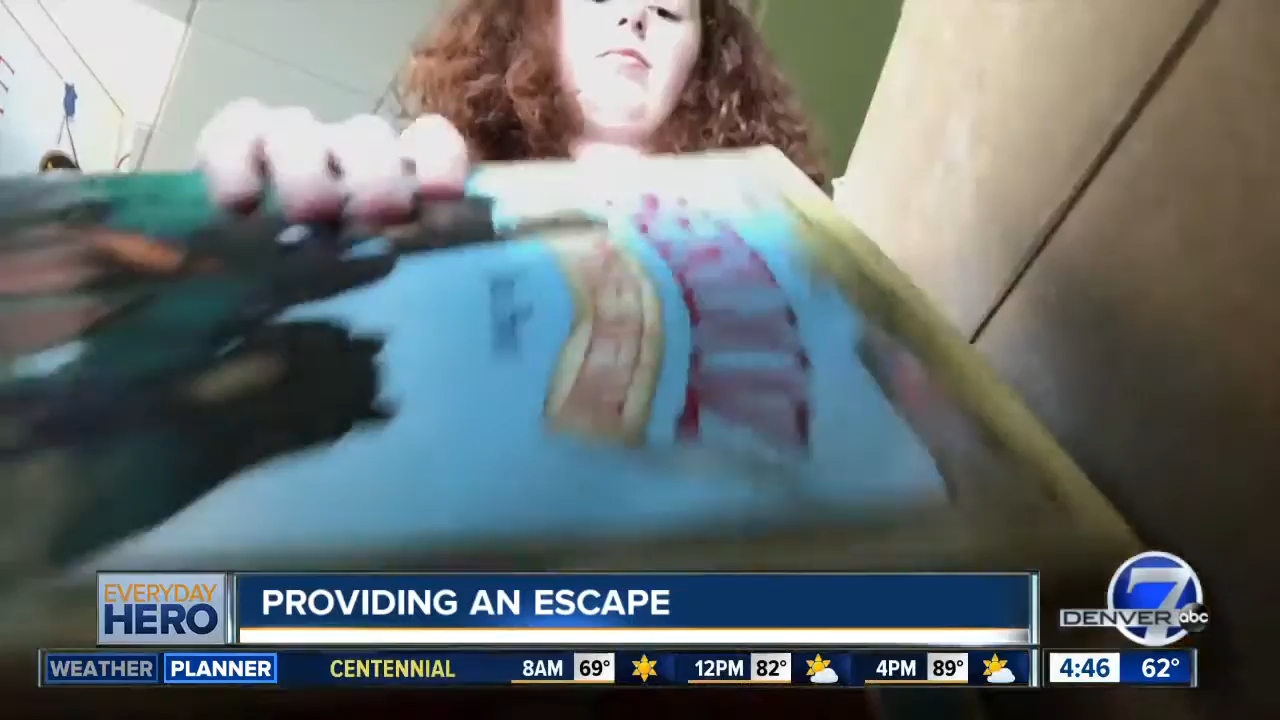 EVERYDAY
HERO
PROVIDING AN ESCAPE
7
DENVER abc
WEATHER PLANNER CENTENNIAL 8AM 69° 12PM 82° 4PM 89° 4:46 62°